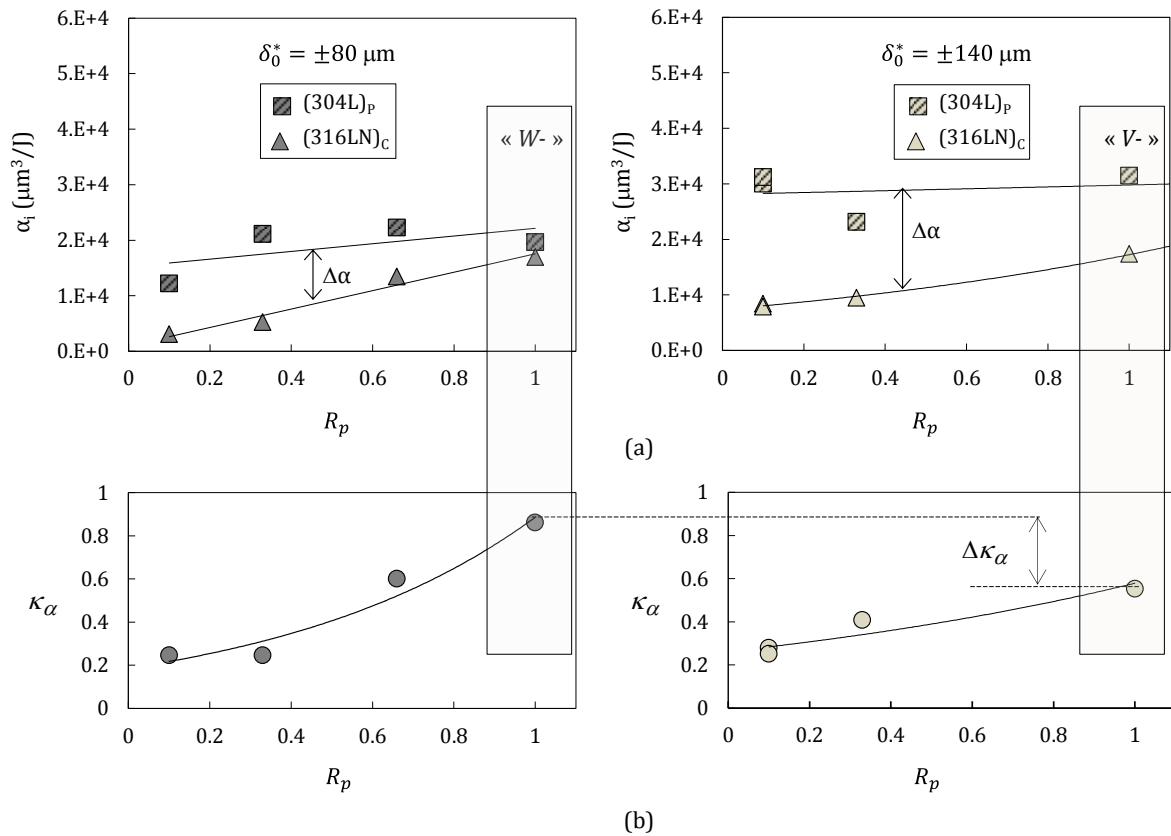 6.E+4
5.E+4
4.E+4
3.E+4
2.E+4
1.E+4
0.E+0
αᵢ (μm³/J)
δ₀* = ±80 μm
(304L)ₚ
(316LN)C
« W- »
Δα
0 0.2 0.4 0.6 0.8 1
Rₚ
6.E+4
5.E+4
4.E+4
3.E+4
2.E+4
1.E+4
0.E+0
αᵢ (μm³/J)
δ₀* = ±140 μm
(304L)ₚ
(316LN)C
« V- »
Δα
0 0.2 0.4 0.6 0.8 1
Rₚ
(a)
1
0.8
0.6
0.4
0.2
0
κα
0 0.2 0.4 0.6 0.8 1
Rₚ
1
0.8
0.6
0.4
0.2
0
κα
Δκα
0 0.2 0.4 0.6 0.8 1
Rₚ
(b)